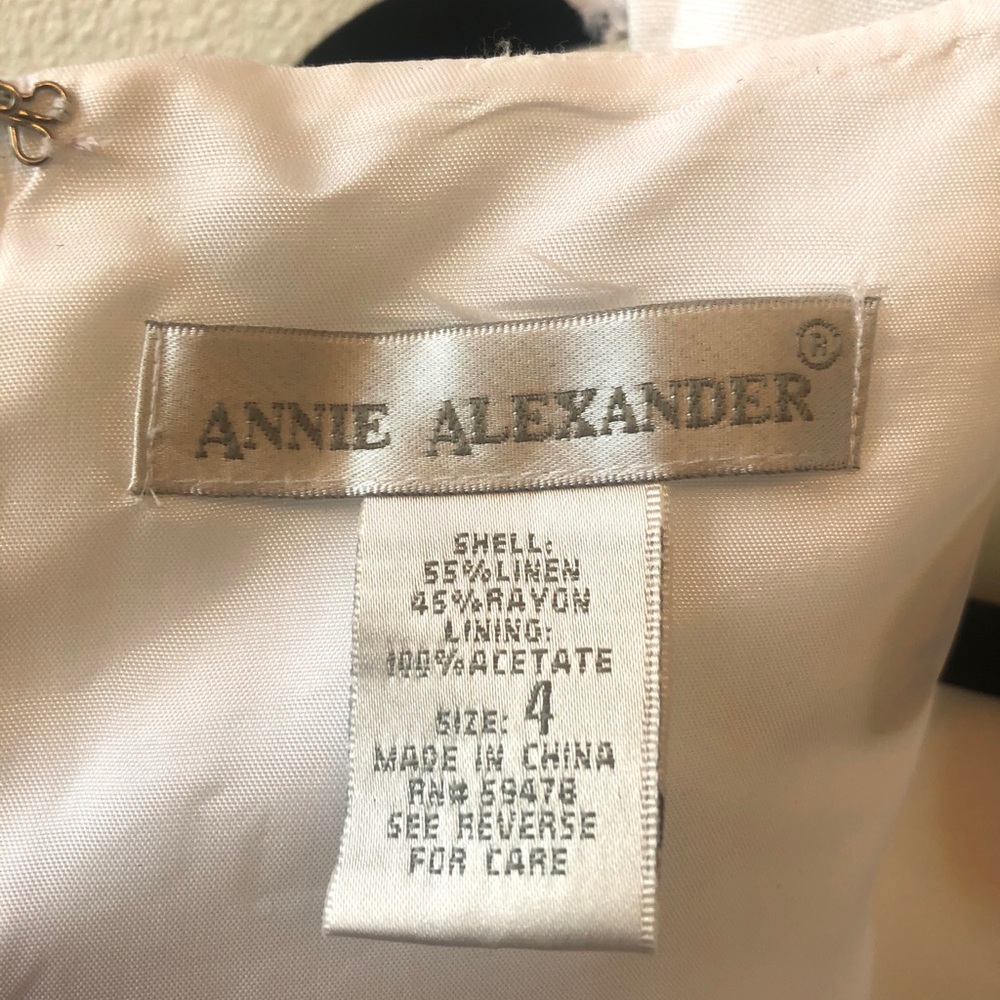 ANNIE ALEXANDER ®
SHELL:
55%LINEN
45%RAYON
LINING:
100%ACETATE
SIZE: 4
MADE IN CHINA
RN#
SEE REVERSE
FOR CARE